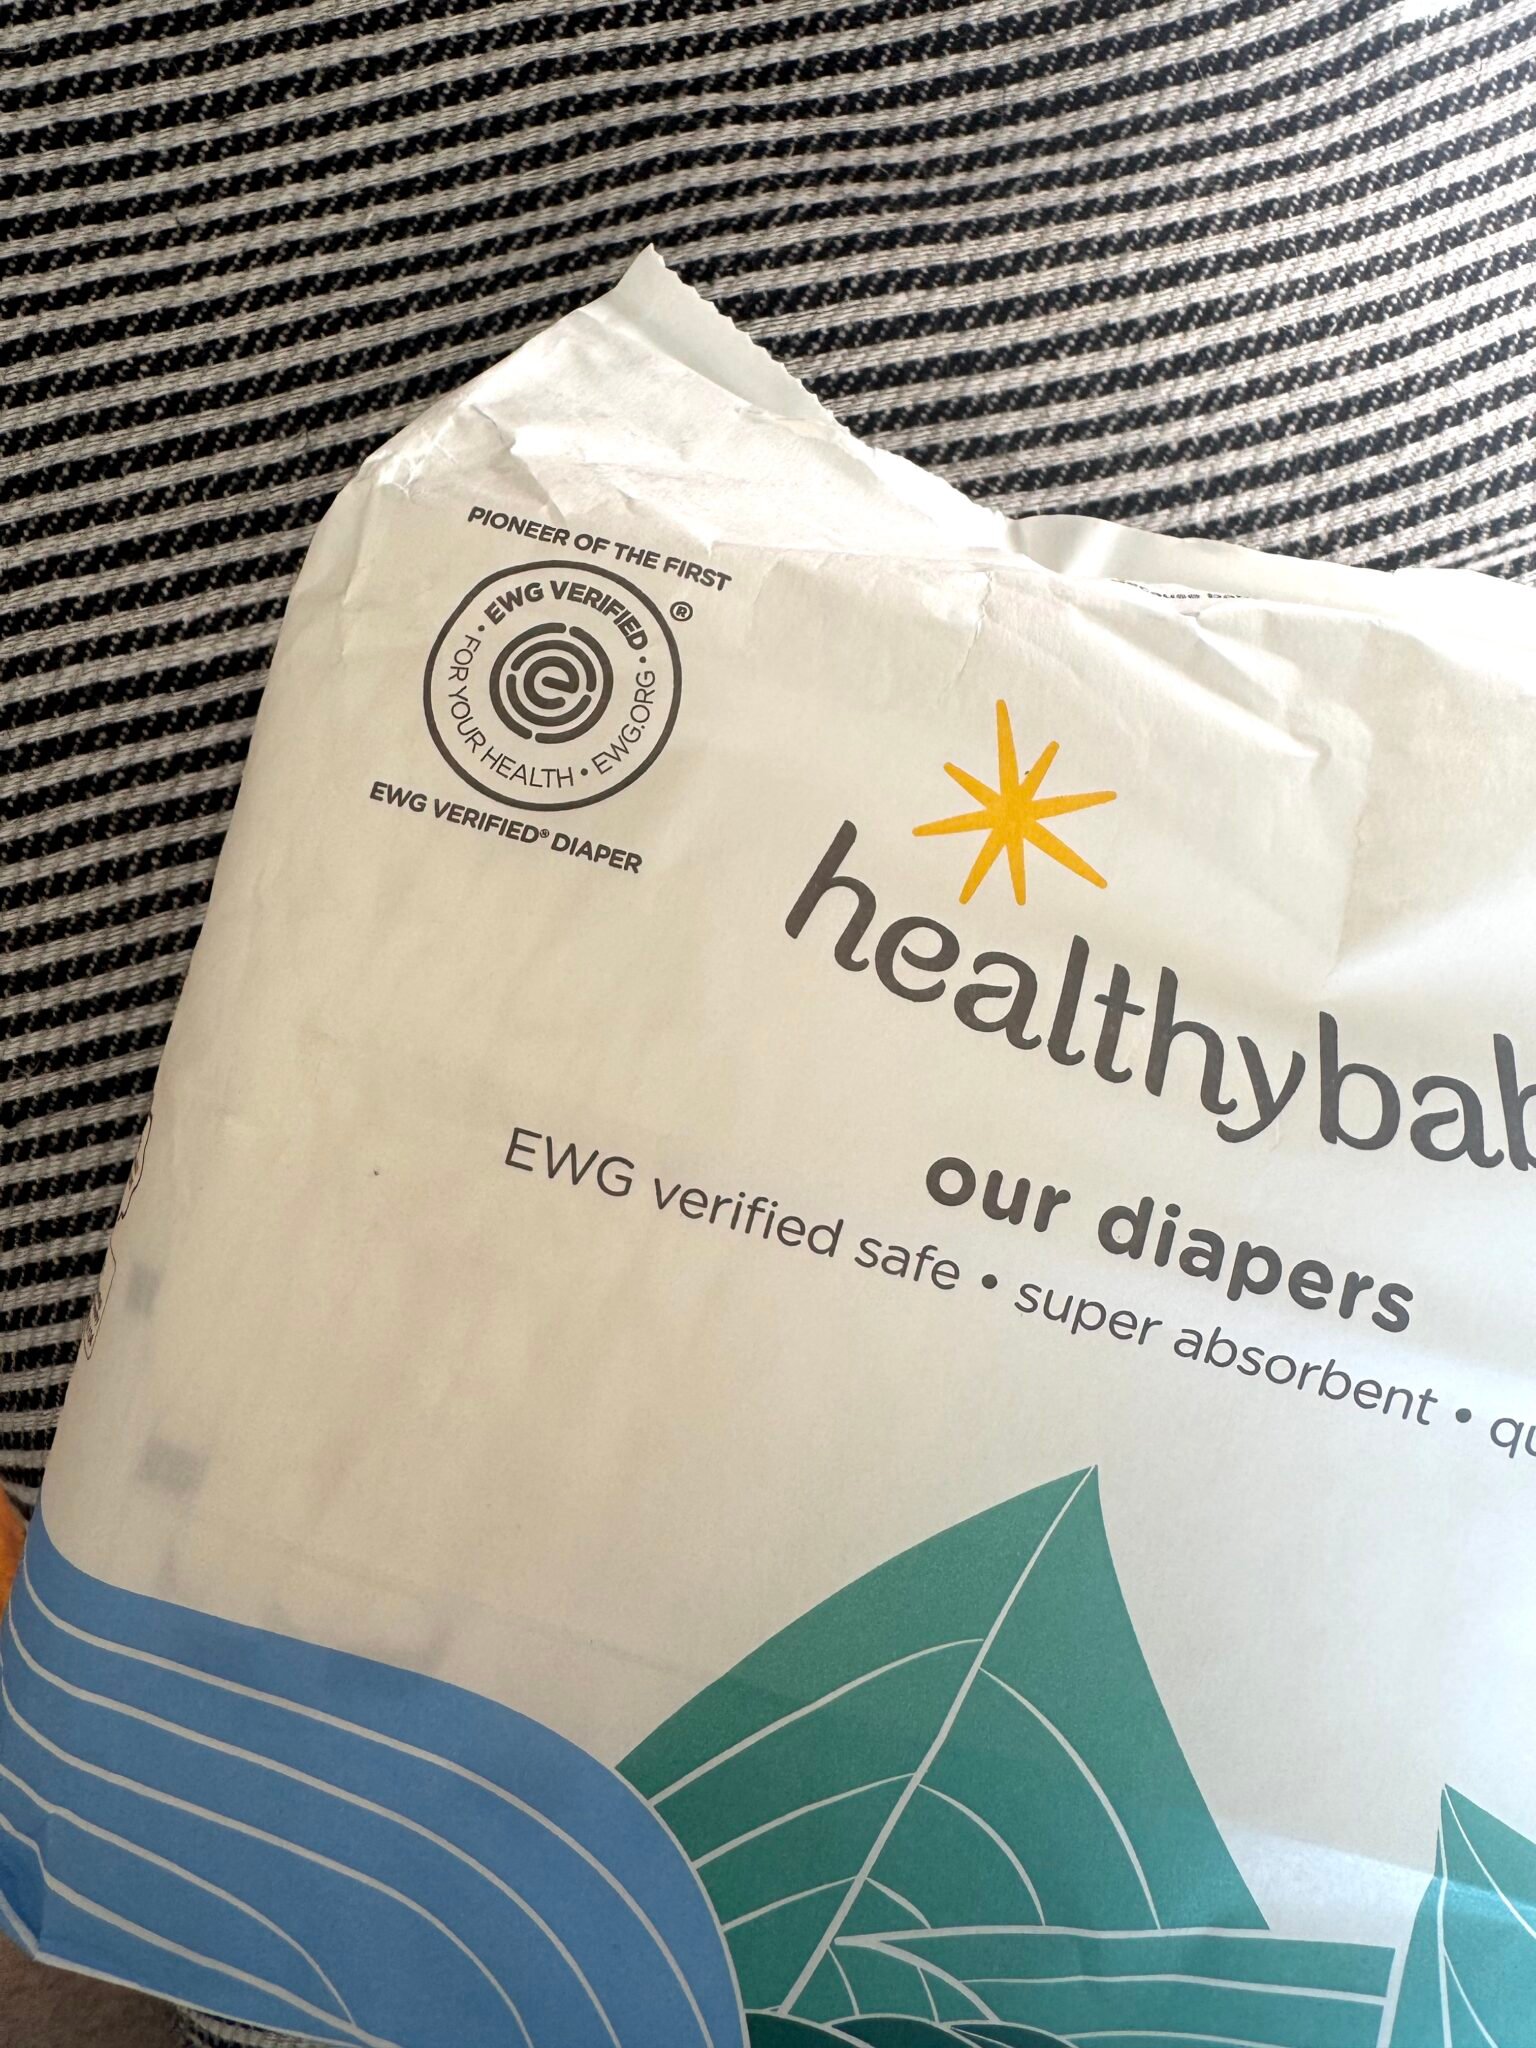 PIONEER OF THE FIRST
EWG VERIFIED ®
• FOR YOUR HEALTH • EWG.ORG •
e
EWG VERIFIED® DIAPER
healthybab
our diapers
EWG verified safe • super absorbent • qu